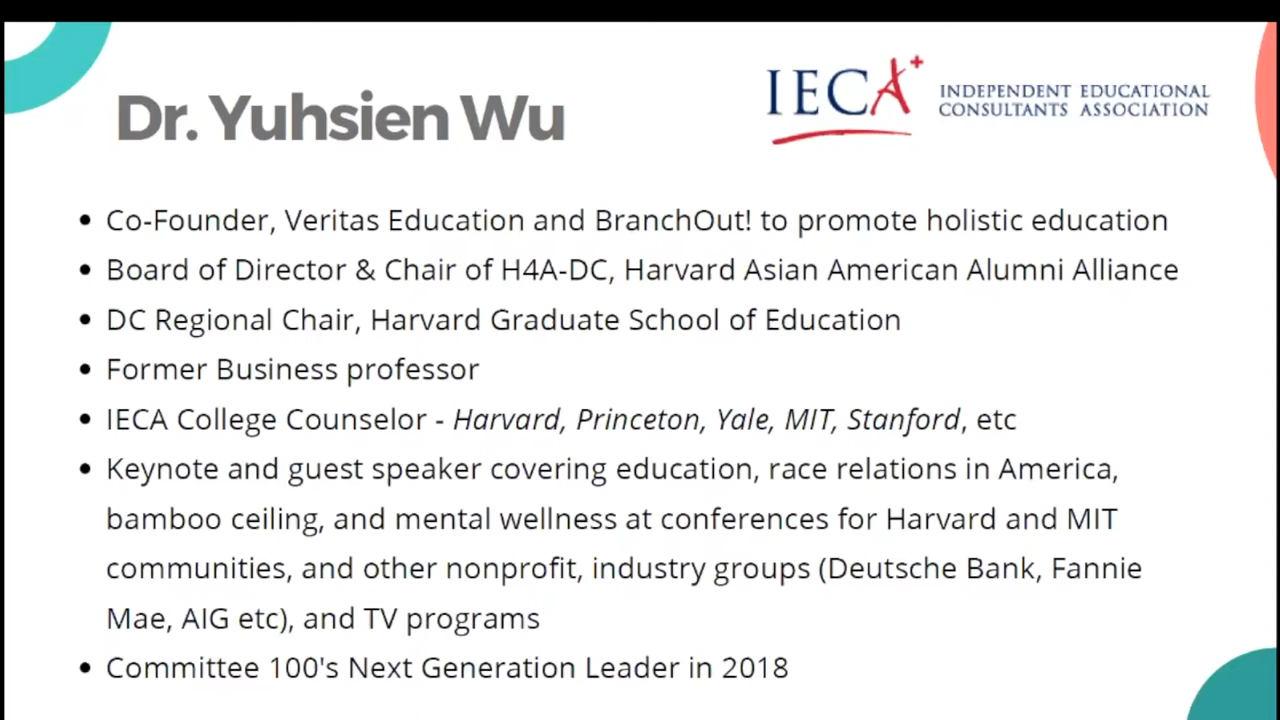 Dr. Yuhsien Wu
IECA+
INDEPENDENT EDUCATIONAL
CONSULTANTS ASSOCIATION
• Co-Founder, Veritas Education and BranchOut! to promote holistic education
• Board of Director & Chair of H4A-DC, Harvard Asian American Alumni Alliance
• DC Regional Chair, Harvard Graduate School of Education
• Former Business professor
• IECA College Counselor - Harvard, Princeton, Yale, MIT, Stanford, etc
• Keynote and guest speaker covering education, race relations in America,
bamboo ceiling, and mental wellness at conferences for Harvard and MIT
communities, and other nonprofit, industry groups (Deutsche Bank, Fannie
Mae, AIG etc), and TV programs
• Committee 100's Next Generation Leader in 2018